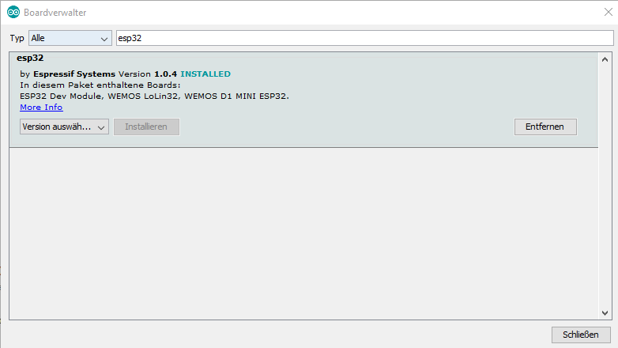 Boardverwalter
Typ Alle esp32
esp32
by Espressif Systems Version 1.0.4 INSTALLED
In diesem Paket enthaltene Boards:
ESP32 Dev Module, WEMOS LoLin32, WEMOS D1 MINI ESP32.
More Info
Version auswäh... Installieren Entfernen
Schließen